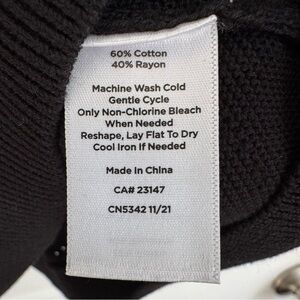 60% Cotton
40% Rayon
Machine Wash Cold
Gentle Cycle
Only Non-Chlorine Bleach
When Needed
Reshape, Lay Flat To Dry
Cool Iron If Needed
Made In China
CA# 23147
CN5342 11/21